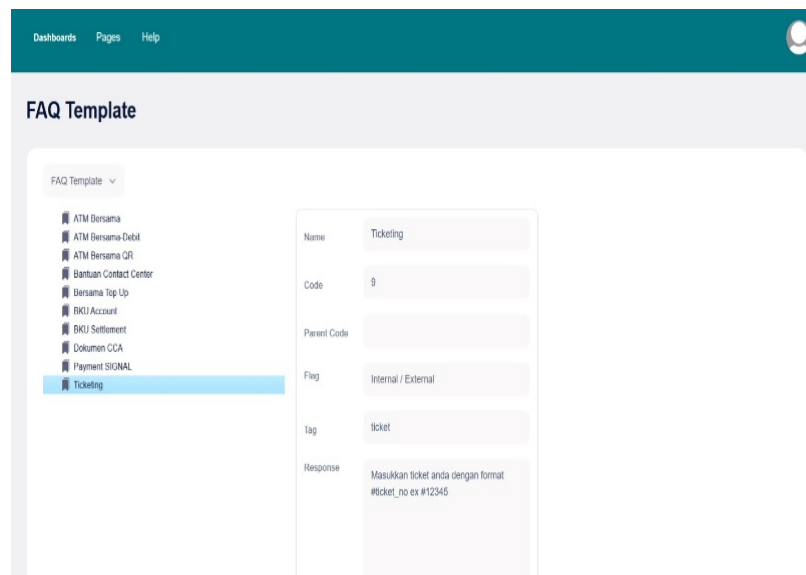 Dashboards Pages Help
FAQ Template
FAQ Template
ATM Bersama
ATM Bersama-Debit
ATM Bersama QR
Bantuan Contact Center
Bersama Top Up
BKU Account
BKU Settlement
Dokumen CCA
Payment SIGNAL
Ticketing
Name Ticketing
Code 9
Parent Code
Flag Internal / External
Tag ticket
Response Masukkan ticket anda dengan format
#ticket_no ex #12345